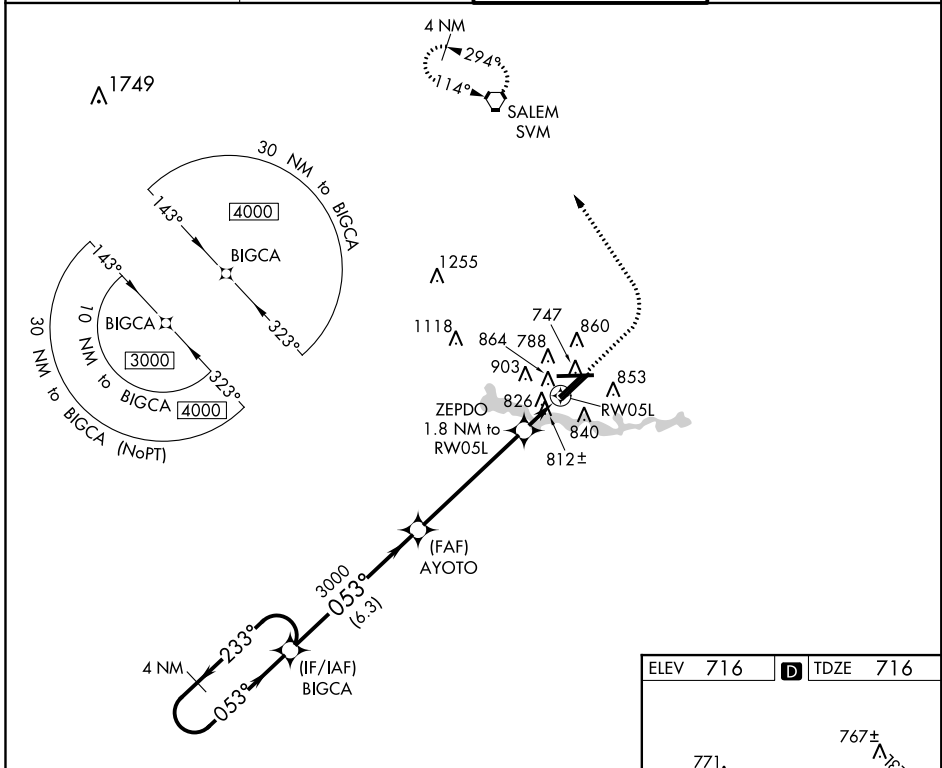 4 NM
294°
114°
SALEM
SVM
1749
30 NM to BIGCA
4000
143°
BIGCA
323°
143°
BIGCA
10 NM to BIGCA
3000
323°
4000
30 NM to BIGCA (NoPT)
1255
1118
747
860
864
788
903
853
826
RW05L
840
812±
ZEPDO
1.8 NM to
RW05L
(FAF)
AYOTO
3000
053°
(6.3)
(IF/IAF)
BIGCA
4 NM
233°
053°
ELEV 716
D
TDZE 716
767±
771